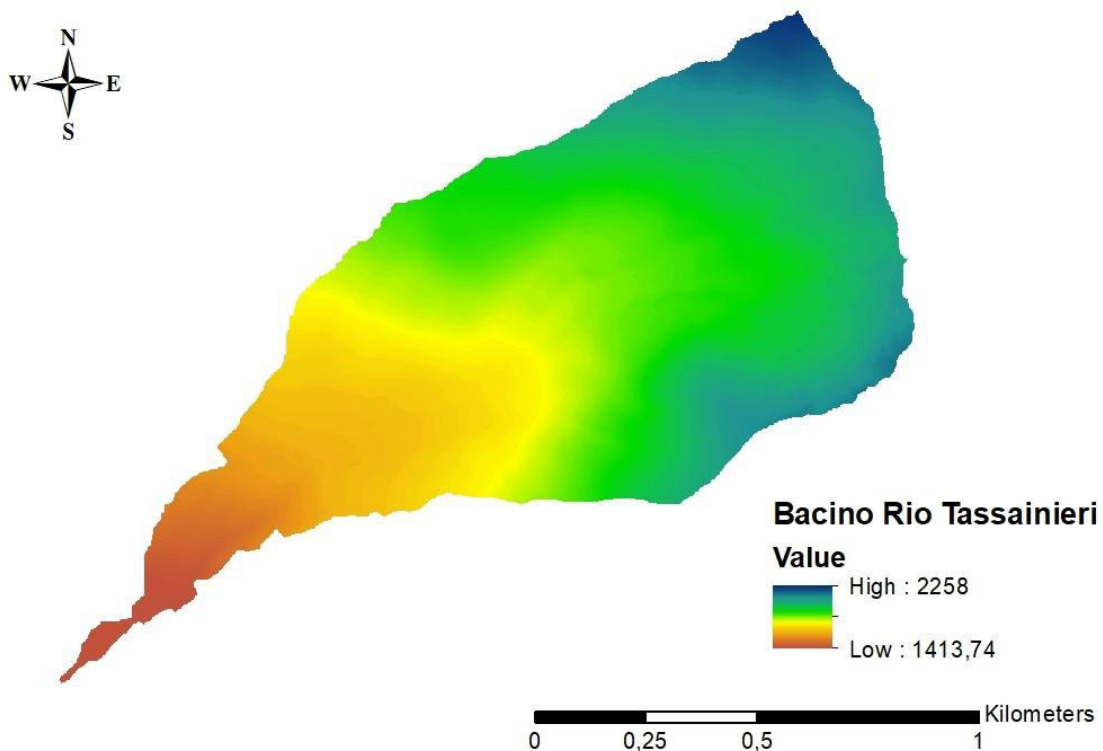 N
W E
S
Bacino Rio Tassainieri
Value
High : 2258
Low : 1413,74
Kilometers
0 0,25 0,5 1